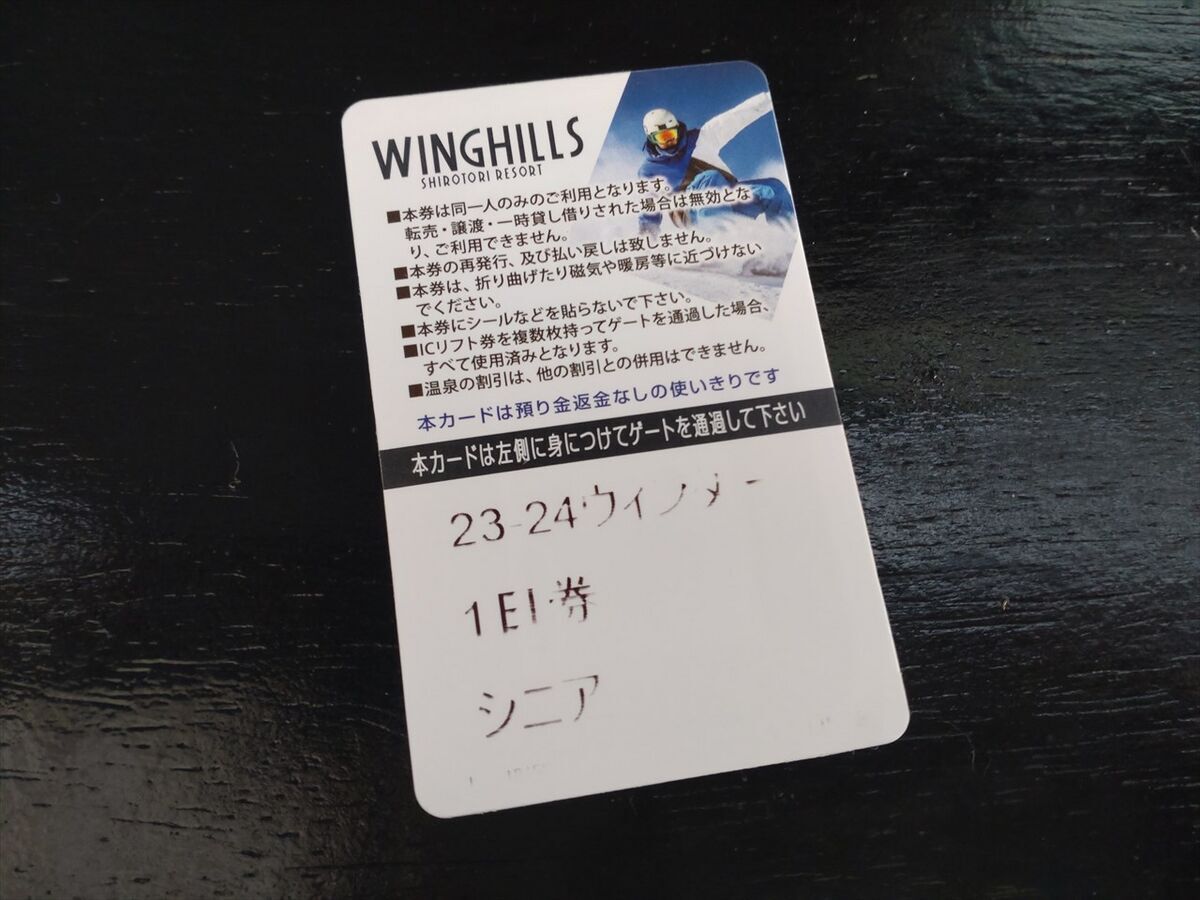 WINGHILLS
SHIROTORI RESORT
■本券は同一人のみのご利用となります。
転売・譲渡・一時貸し借りされた場合は無効とな
り、ご利用できません。
■本券の再発行、及び払い戻しは致しません。
■本券は、折り曲げたり磁気や暖房等に近づけない
でください。
■本券にシールなどを貼らないで下さい。
■ICリフト券を複数枚持ってゲートを通過した場合、
すべて使用済みとなります。
■温泉の割引は、他の割引との併用はできません。
本カードは預り金返金なしの使いきりです
本カードは左側に身につけてゲートを通過して下さい
23-24
券
シニア